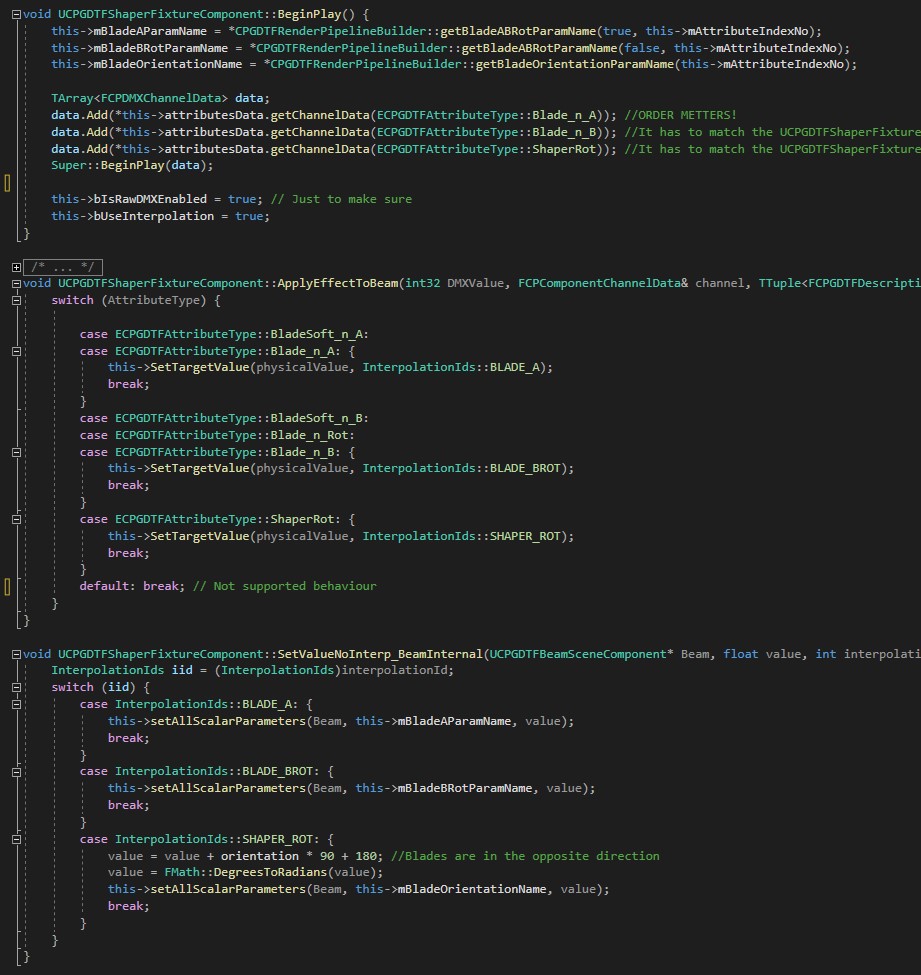 void UCPGDTFShaperFixtureComponent::BeginPlay() {
    this->mBladeAParamName = *CPGDTFRenderPipelineBuilder::getBladeABRotParamName(true, this->mAttributeIndexNo);
    this->mBladeBRotParamName = *CPGDTFRenderPipelineBuilder::getBladeABRotParamName(false, this->mAttributeIndexNo);
    this->mBladeOrientationName = *CPGDTFRenderPipelineBuilder::getBladeOrientationParamName(this->mAttributeIndexNo);

    TArray<FCPDMXChannelData> data;
    data.Add(*this->attributesData.getChannelData(ECPGDTFAttributeType::Blade_n_A)); //ORDER METTERS!
    data.Add(*this->attributesData.getChannelData(ECPGDTFAttributeType::Blade_n_B)); //It has to match the UCPGDTFShaperFixture
    data.Add(*this->attributesData.getChannelData(ECPGDTFAttributeType::ShaperRot)); //It has to match the UCPGDTFShaperFixture
    Super::BeginPlay(data);

    this->bIsRawDMXEnabled = true; // Just to make sure
    this->bUseInterpolation = true;
}

/* ... */
void UCPGDTFShaperFixtureComponent::ApplyEffectToBeam(int32 DMXValue, FCPComponentChannelData& channel, TTuple<FCPGDTFDescripti
    switch (AttributeType) {

        case ECPGDTFAttributeType::BladeSoft_n_A:
        case ECPGDTFAttributeType::Blade_n_A: {
            this->SetTargetValue(physicalValue, InterpolationIds::BLADE_A);
            break;
        }
        case ECPGDTFAttributeType::BladeSoft_n_B:
        case ECPGDTFAttributeType::Blade_n_Rot:
        case ECPGDTFAttributeType::Blade_n_B: {
            this->SetTargetValue(physicalValue, InterpolationIds::BLADE_BROT);
            break;
        }
        case ECPGDTFAttributeType::ShaperRot: {
            this->SetTargetValue(physicalValue, InterpolationIds::SHAPER_ROT);
            break;
        }
        default: break; // Not supported behaviour
    }
}

void UCPGDTFShaperFixtureComponent::SetValueNoInterp_BeamInternal(UCPGDTFBeamSceneComponent* Beam, float value, int interpolati
    InterpolationIds iid = (InterpolationIds)interpolationId;
    switch (iid) {
        case InterpolationIds::BLADE_A: {
            this->setAllScalarParameters(Beam, this->mBladeAParamName, value);
            break;
        }
        case InterpolationIds::BLADE_BROT: {
            this->setAllScalarParameters(Beam, this->mBladeBRotParamName, value);
            break;
        }
        case InterpolationIds::SHAPER_ROT: {
            value = value + orientation * 90 + 180; //Blades are in the opposite direction
            value = FMath::DegreesToRadians(value);
            this->setAllScalarParameters(Beam, this->mBladeOrientationName, value);
            break;
        }
    }
}